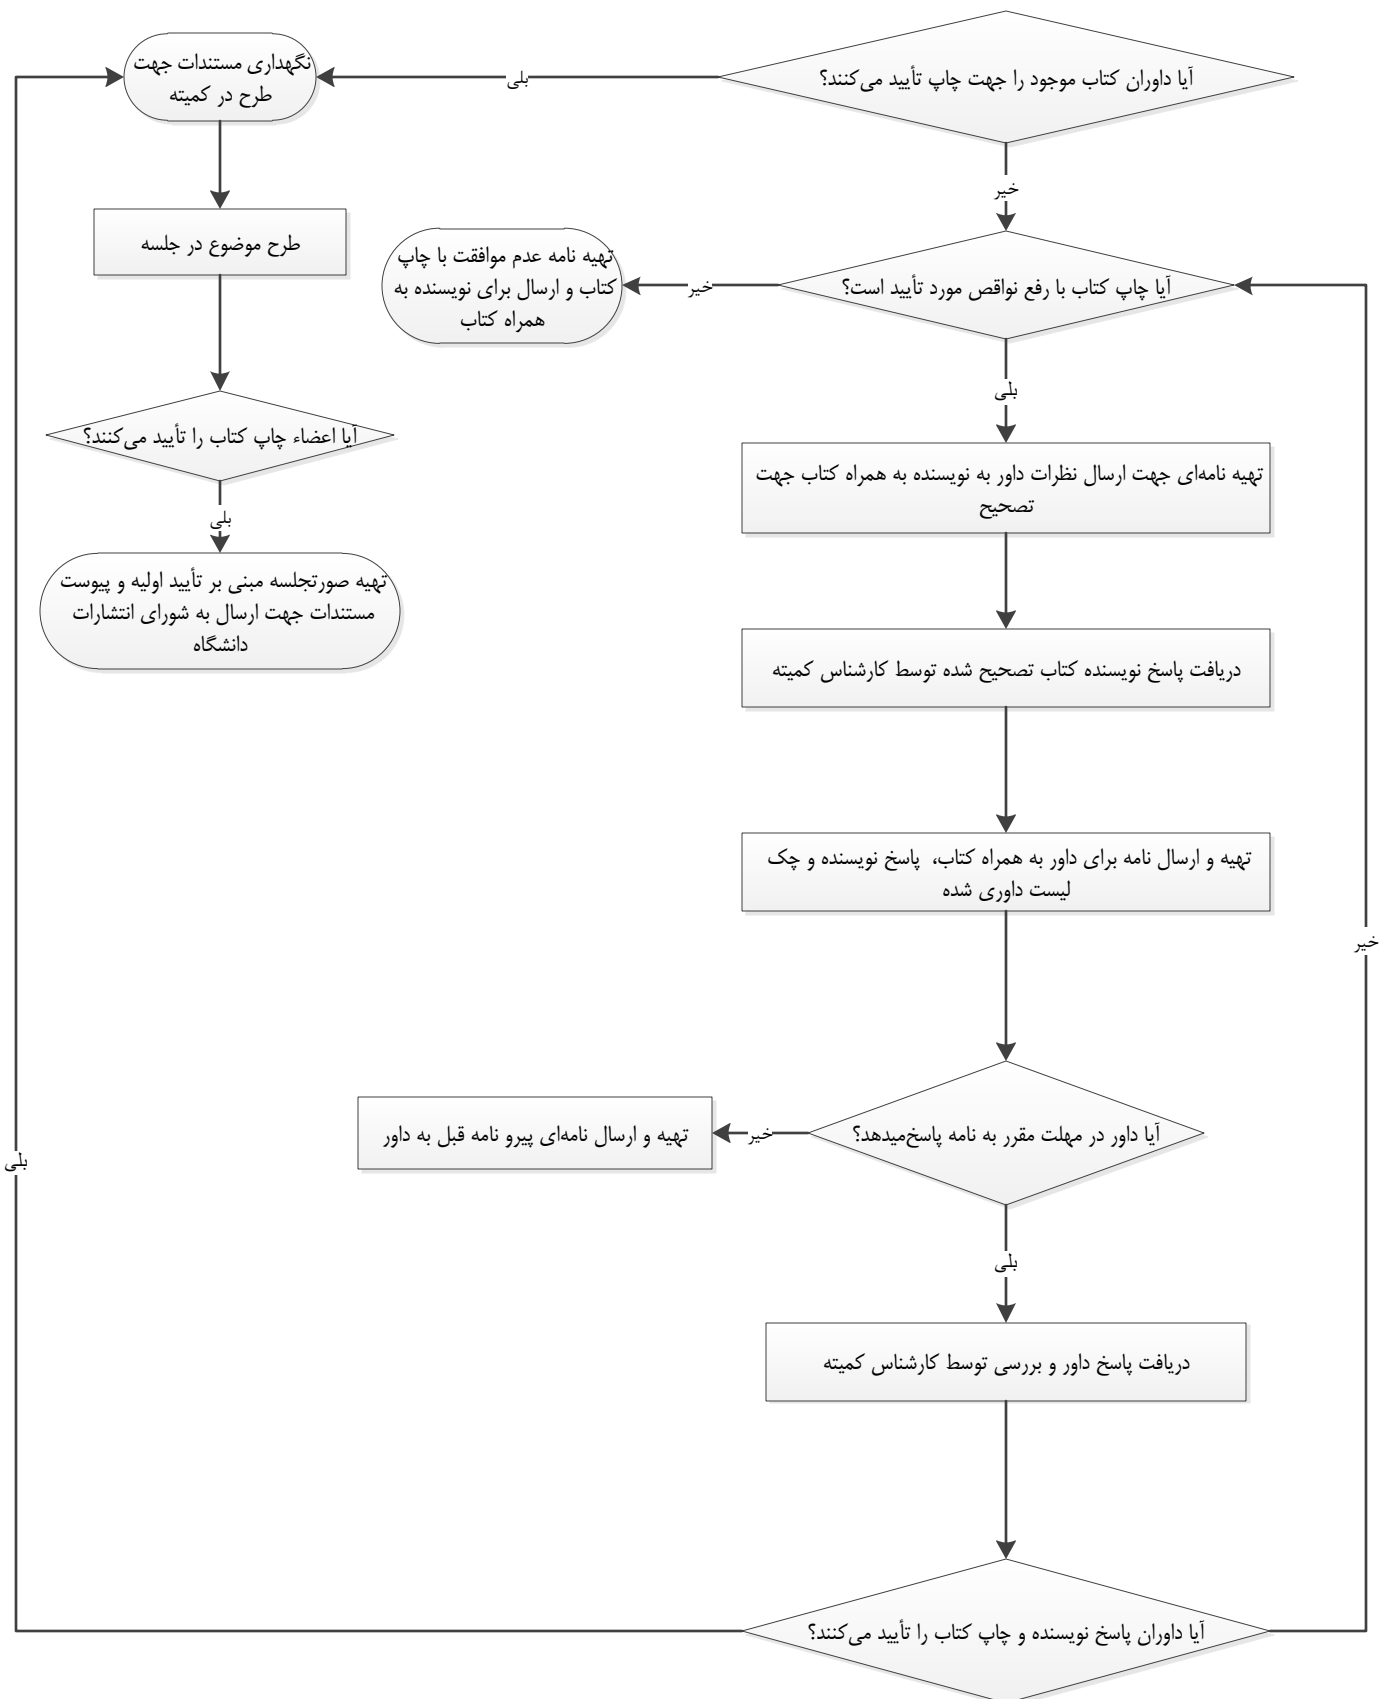 آیا داوران کتاب موجود را جهت چاپ تأیید می‌کنند؟
بلی
نگهداری مستندات جهت
طرح در کمیته
خیر
طرح موضوع در جلسه
آیا چاپ کتاب با رفع نواقص مورد تأیید است؟
خیر
تهیه نامه عدم موافقت با چاپ
کتاب و ارسال برای نویسنده به
همراه کتاب
بلی
آیا اعضاء چاپ کتاب را تأیید می‌کنند؟
بلی
تهیه صورتجلسه مبنی بر تأیید اولیه و پیوست
مستندات جهت ارسال به شورای انتشارات
دانشگاه
تهیه نامه‌ای جهت ارسال نظرات داور به نویسنده به همراه کتاب جهت
تصحیح
دریافت پاسخ نویسنده کتاب تصحیح شده توسط کارشناس کمیته
تهیه و ارسال نامه برای داور به همراه کتاب، پاسخ نویسنده و چک
لیست داوری شده
خیر
آیا داور در مهلت مقرر به نامه پاسخ‌میدهد؟
خیر
تهیه و ارسال نامه‌ای پیرو نامه قبل به داور
بلی
بلی
دریافت پاسخ داور و بررسی توسط کارشناس کمیته
آیا داوران پاسخ نویسنده و چاپ کتاب را تأیید می‌کنند؟